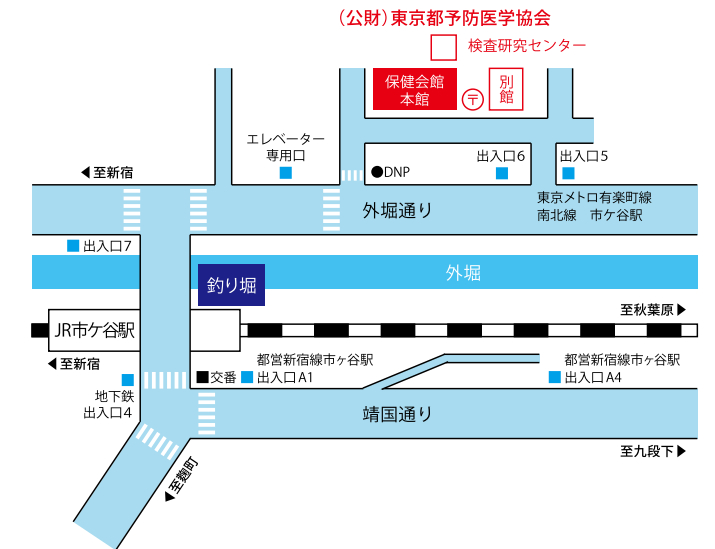 (公財)東京都予防医学協会
検査研究センター
保健会館
本館
〒
別館
エレベーター
専用口
●DNP
出入口6
出入口5
◀至新宿
東京メトロ有楽町線
南北線 市ケ谷駅
外堀通り
出入口7
外堀
釣り堀
至秋葉原▶
JR市ケ谷駅
◀至新宿
都営新宿線市ヶ谷駅
■交番
出入口A1
都営新宿線市ヶ谷駅
出入口A4
地下鉄
出入口4
靖国通り
至九段下▶
◀至麹町